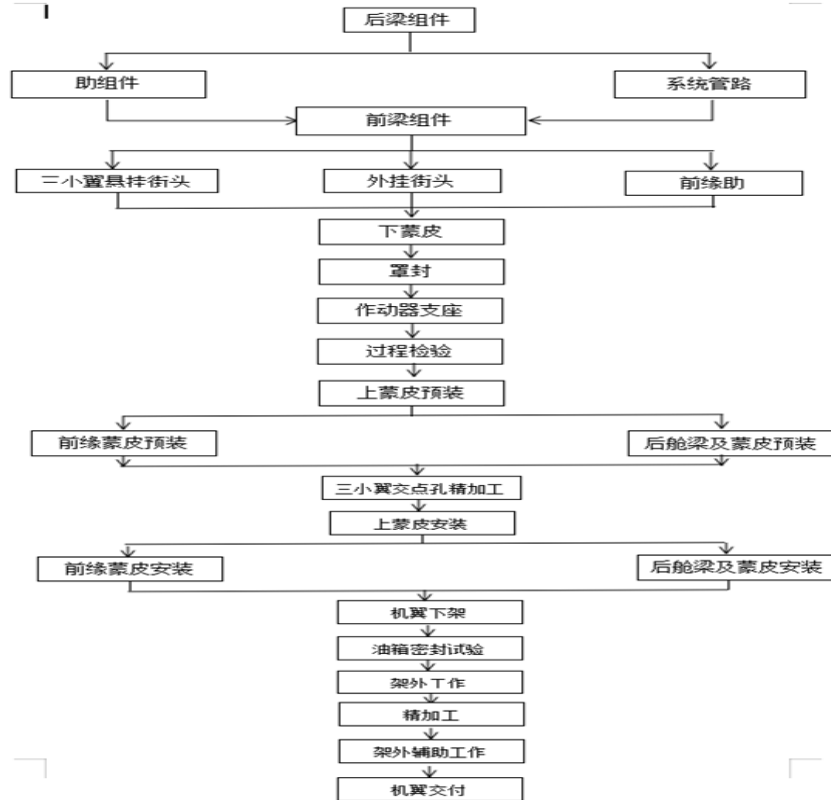 后梁组件
助组件
系统管路
前梁组件
三小翼悬挂街头
外挂街头
前缘助
下蒙皮
罩封
作动器支座
过程检验
上蒙皮预装
前缘蒙皮预装
后舱梁及蒙皮预装
三小翼交点孔精加工
上蒙皮安装
前缘蒙皮安装
后舱梁及蒙皮安装
机翼下架
油箱密封试验
架外工作
精加工
架外辅助工作
机翼交付